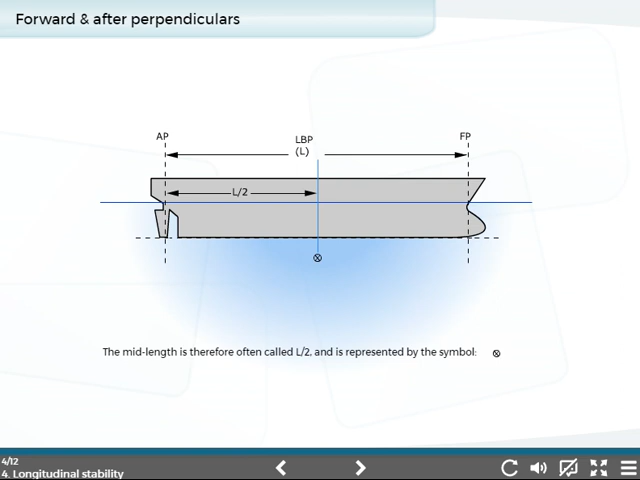 Forward & after perpendiculars
AP
LBP
(L)
FP
L/2
The mid-length is therefore often called L/2, and is represented by the symbol: ⊗
4/12
4. Longitudinal stability